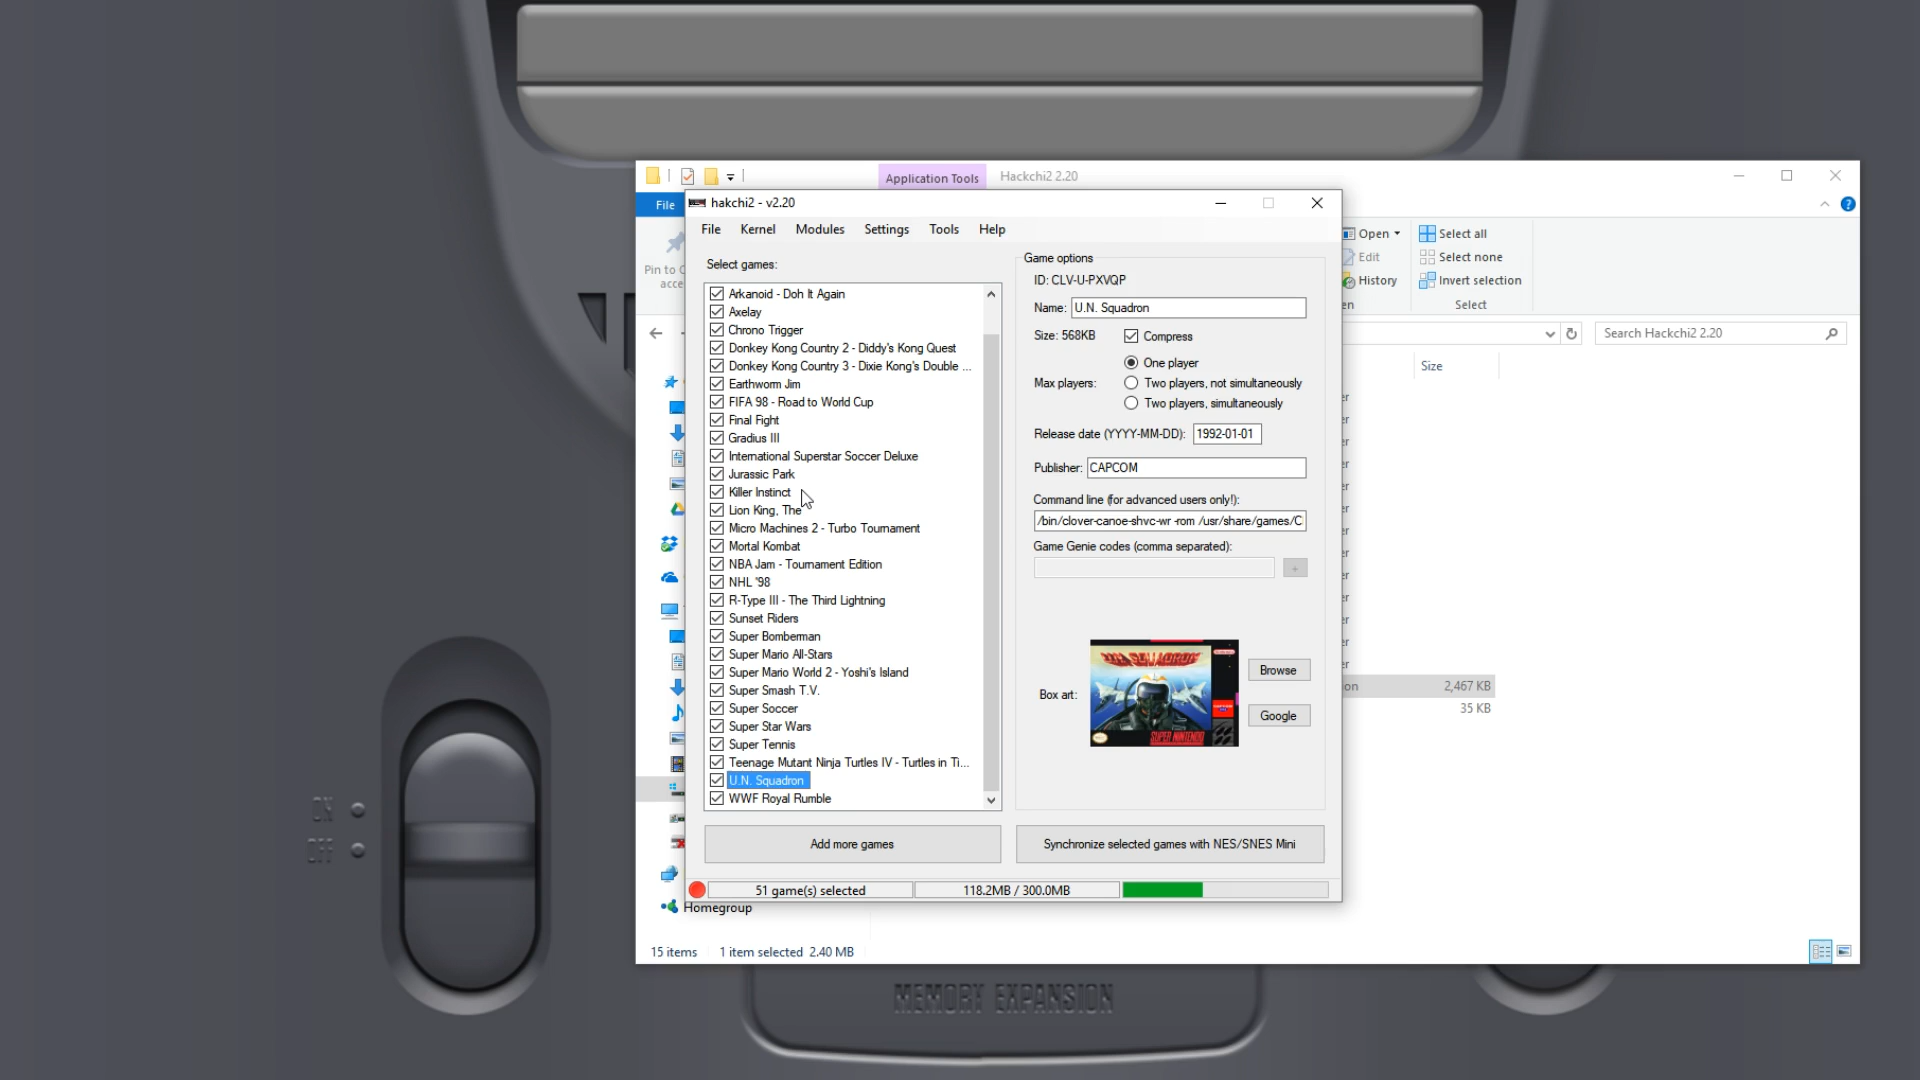 Application Tools
Hackchi2 2.20
File
hakchi2 - v2.20
File Kernel Modules Settings Tools Help
Open
Select all
Edit
Select none
Pin to
acce
History
Invert selection
Select
Search Hackchi2 2.20
Size
Select games:
Arkanoid - Doh It Again
Axelay
Chrono Trigger
Donkey Kong Country 2 - Diddy's Kong Quest
Donkey Kong Country 3 - Dixie Kong's Double ...
Earthworm Jim
FIFA 98 - Road to World Cup
Final Fight
Gradius III
International Superstar Soccer Deluxe
Jurassic Park
Killer Instinct
Lion King, The
Micro Machines 2 - Turbo Tournament
Mortal Kombat
NBA Jam - Tournament Edition
NHL '98
R-Type III - The Third Lightning
Sunset Riders
Super Bomberman
Super Mario All-Stars
Super Mario World 2 - Yoshi's Island
Super Smash T.V.
Super Soccer
Super Star Wars
Super Tennis
Teenage Mutant Ninja Turtles IV - Turtles in Ti...
U.N. Squadron
WWF Royal Rumble
Game options
ID: CLV-U-PXVQP
Name: U.N. Squadron
Size: 568KB
Compress
One player
Max players:
Two players, not simultaneously
Two players, simultaneously
Release date (YYYY-MM-DD): 1992-01-01
Publisher: CAPCOM
Command line (for advanced users only!):
/bin/clover-canoe-shvc-wr -rom /usr/share/games/C
Game Genie codes (comma separated):
+
Box art:
U.N. SQUADRON
SUPER NINTENDO
Browse
Google
Add more games
Synchronize selected games with NES/SNES Mini
51 game(s) selected
118.2MB / 300.0MB
2,467 KB
35 KB
Homegroup
15 items
1 item selected 2.40 MB
ON
OFF
MEMORY EXPANSION